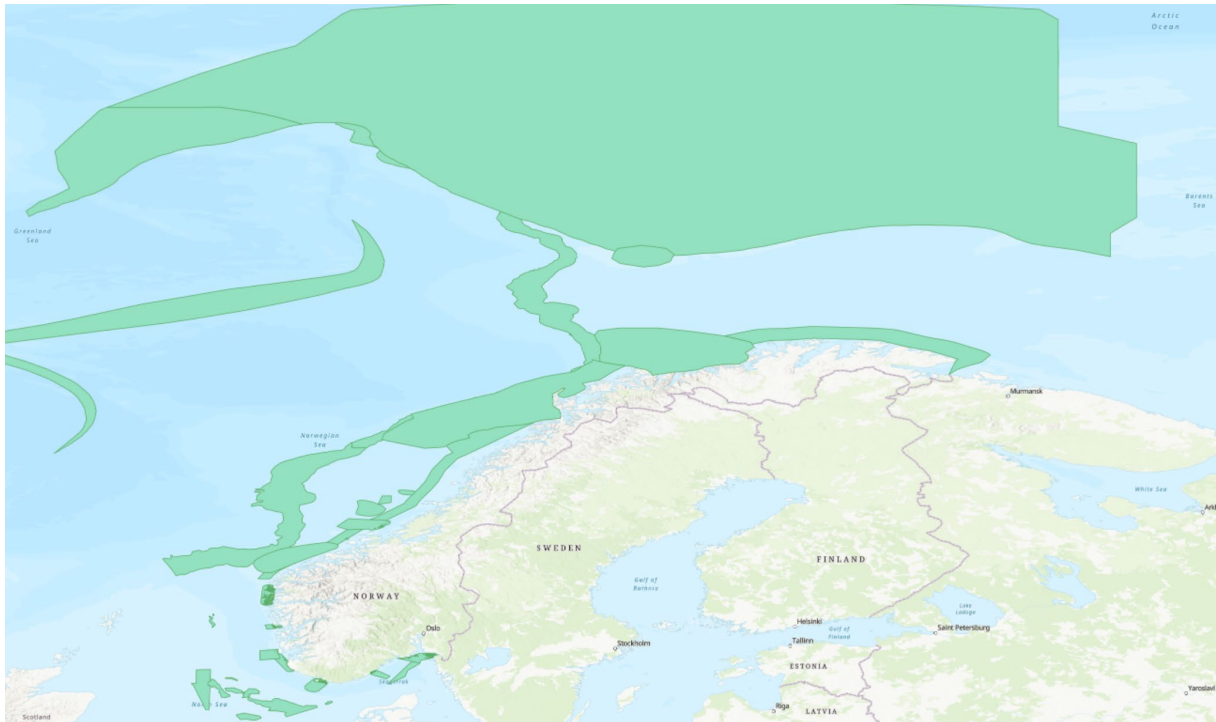 Arctic
Ocean
Barents
Sea
Greenland
Sea
Murmansk
Norwegian
Sea
White Sea
SWEDEN
FINLAND
Gulf of
Bothnia
NORWAY
Lake
Ladoga
Oslo
Helsinki
Gulf of
Finland
Saint Petersburg
Tallinn
Stockholm
ESTONIA
Skagerrak
North Sea
Yaroslavl
Riga
LATVIA
Scotland